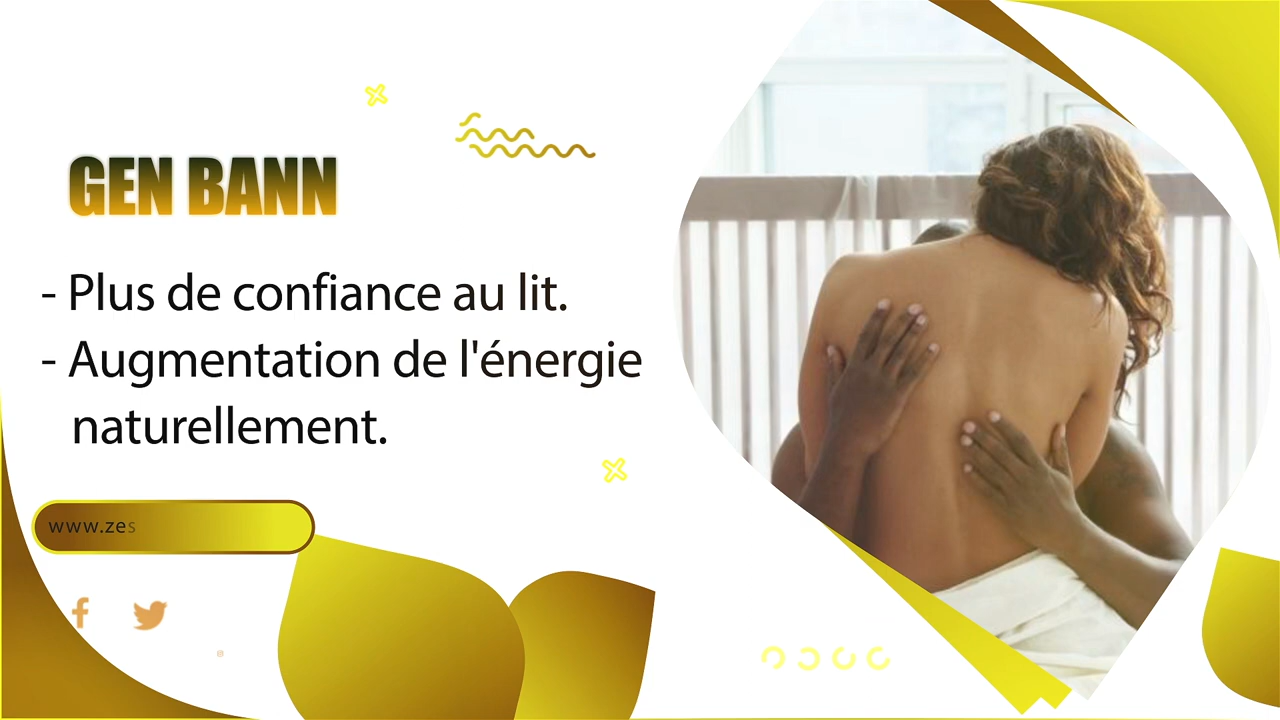 GEN BANN
- Plus de confiance au lit.
- Augmentation de l'énergie
naturellement.
www.zes